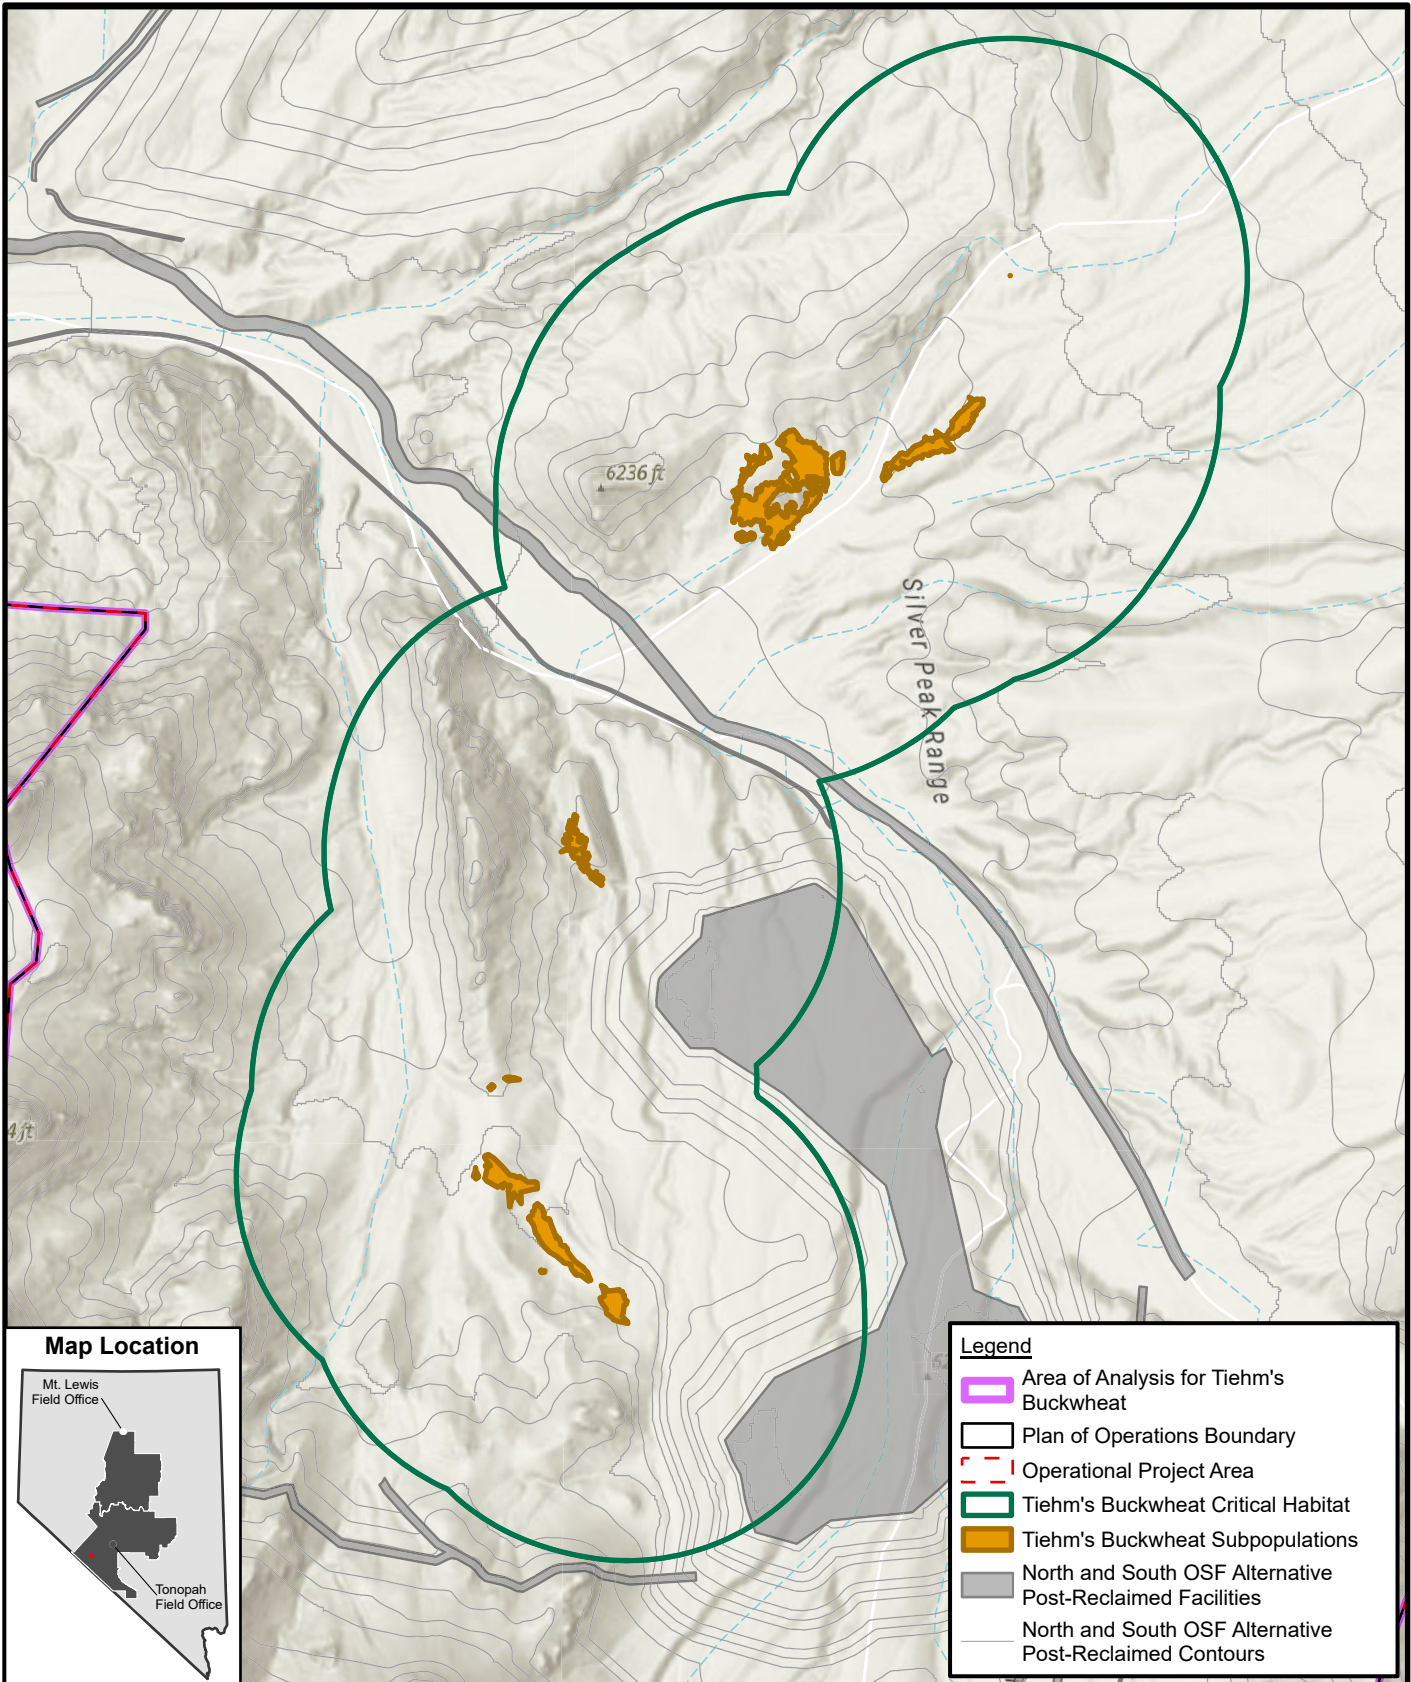 6236 ft
Silver Peak Range
4 ft
Map Location
Mt. Lewis
Field Office
Tonopah
Field Office
Legend
Area of Analysis for Tiehm's
Buckwheat
Plan of Operations Boundary
Operational Project Area
Tiehm's Buckwheat Critical Habitat
Tiehm's Buckwheat Subpopulations
North and South OSF Alternative
Post-Reclaimed Facilities
North and South OSF Alternative
Post-Reclaimed Contours